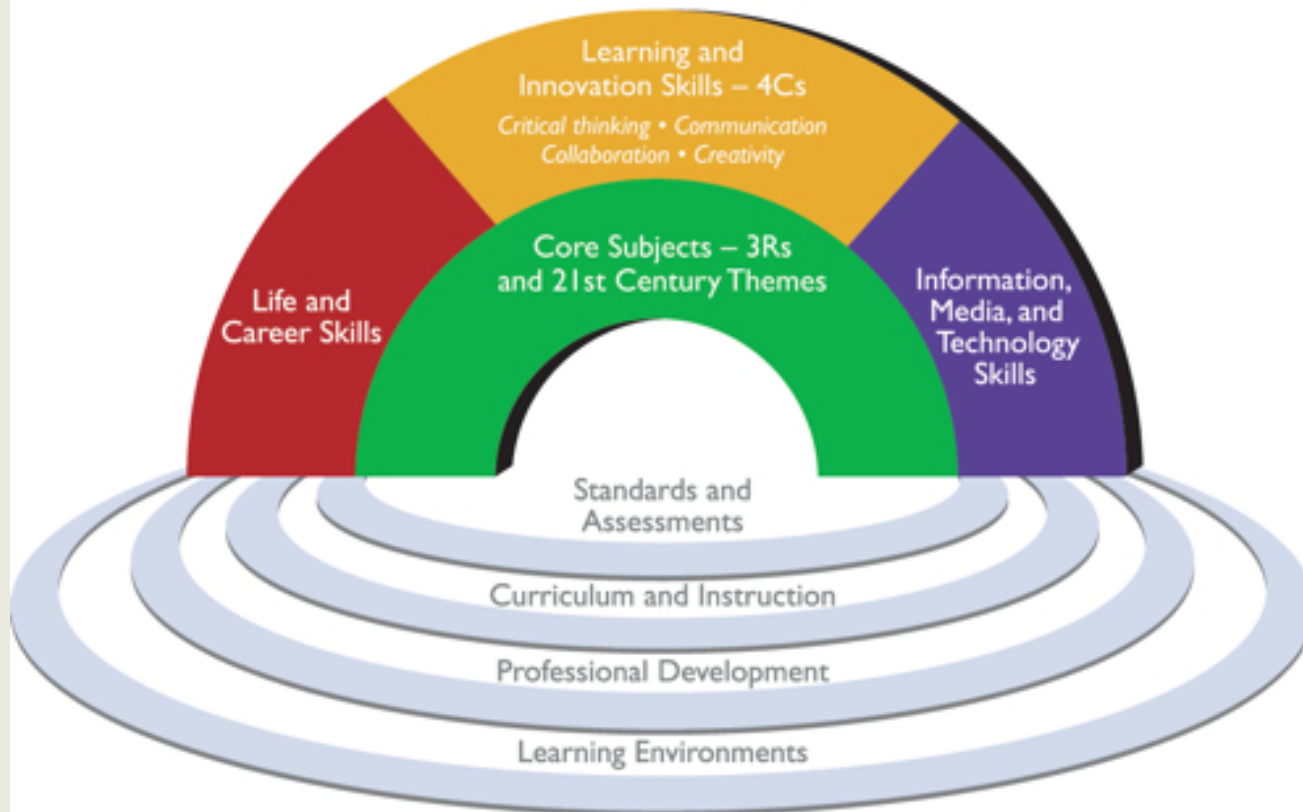 Learning and
Innovation Skills – 4Cs
Critical thinking • Communication
Collaboration • Creativity
Core Subjects – 3Rs
and 21st Century Themes
Life and
Career Skills
Information,
Media, and
Technology
Skills
Standards and
Assessments
Curriculum and Instruction
Professional Development
Learning Environments